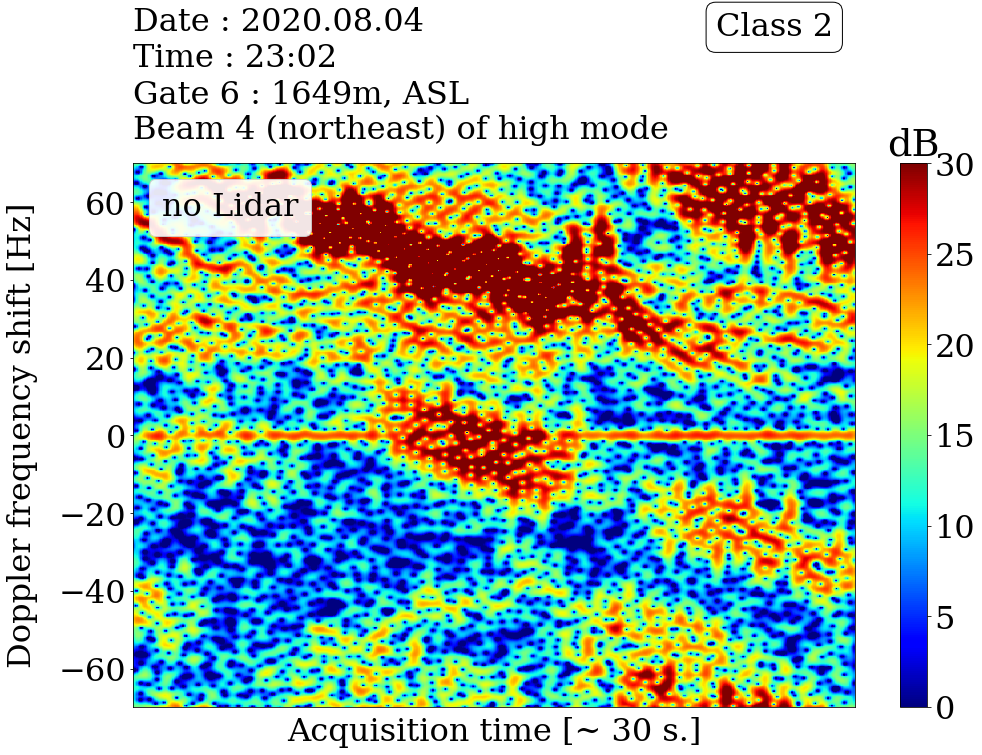 Date : 2020.08.04
Time : 23:02
Gate 6 : 1649m, ASL
Beam 4 (northeast) of high mode
Class 2
dB
no Lidar
Doppler frequency shift [Hz]
60
40
20
0
−20
−40
−60
30
25
20
15
10
5
0
Acquisition time [~ 30 s.]